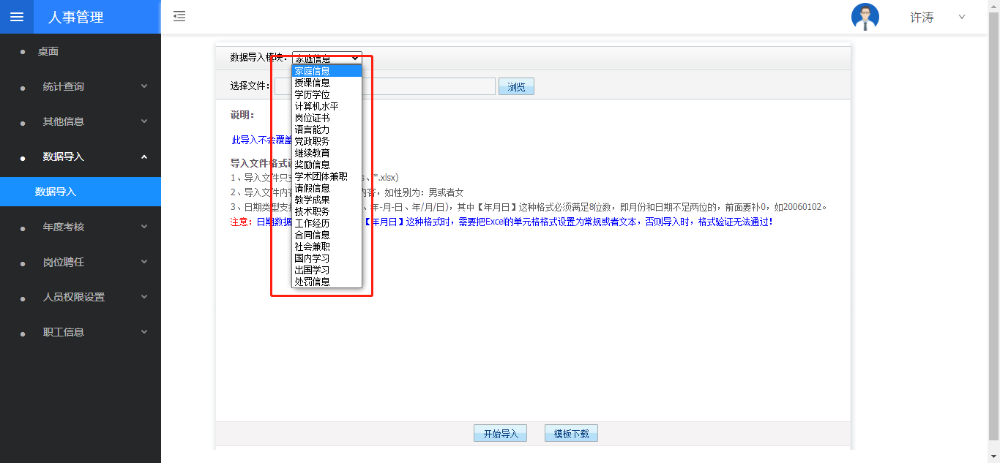 人事管理
许涛
桌面
统计查询
其他信息
数据导入
数据导入
年度考核
岗位聘任
人员权限设置
职工信息
数据导入模块: 家庭信息
家庭信息
授课信息
学历学位
计算机水平
岗位证书
语言能力
党政职务
继续教育
奖励信息
学术团体兼职
请假信息
教学成果
技术职务
工作经历
合同信息
社会兼职
国内学习
出国学习
处罚信息
选择文件: 浏览
说明:
此导入不会覆盖
导入文件格式
1、导入文件只 、*.xlsx)
2、导入文件内 内容，如性别为：男或者女
3、日期类型支 、年-月-日、年/月/日)，其中【年月日】这种格式必须满足8位数，即月份和日期不足两位的，前面要补0，如20060102。
注意：日期数据 【年月日】这种格式时，需要把Excel的单元格格式设置为常规或者文本，否则导入时，格式验证无法通过！
开始导入 模板下载